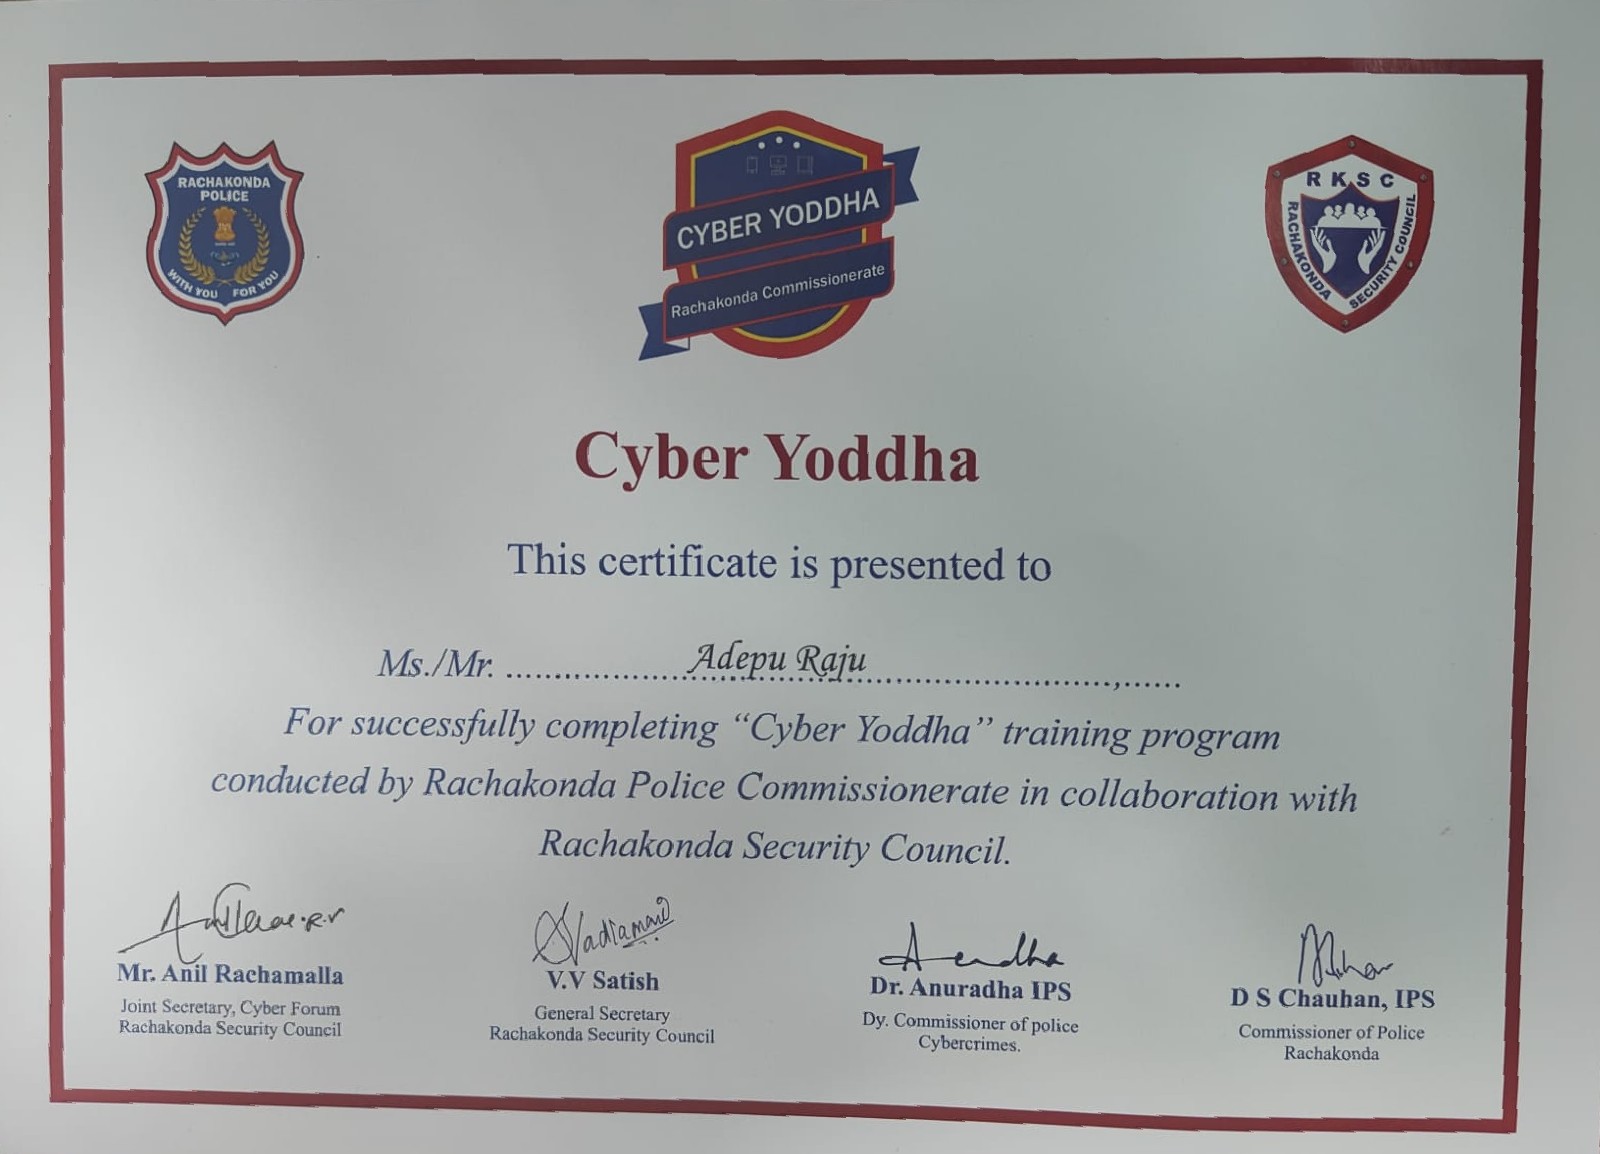 RACHAKONDA
POLICE
WITH YOU FOR YOU
CYBER YODDHA
Rachakonda Commissionerate
RKSC
RACHAKONDA
SECURITY COUNCIL
Cyber Yoddha
This certificate is presented to
Ms./Mr. Adepu Raju
For successfully completing “Cyber Yoddha” training program
conducted by Rachakonda Police Commissionerate in collaboration with
Rachakonda Security Council.
Mr. Anil Rachamalla
Joint Secretary, Cyber Forum
Rachakonda Security Council
V.V Satish
General Secretary
Rachakonda Security Council
Dr. Anuradha IPS
Dy. Commissioner of police
Cybercrimes.
D S Chauhan, IPS
Commissioner of Police
Rachakonda